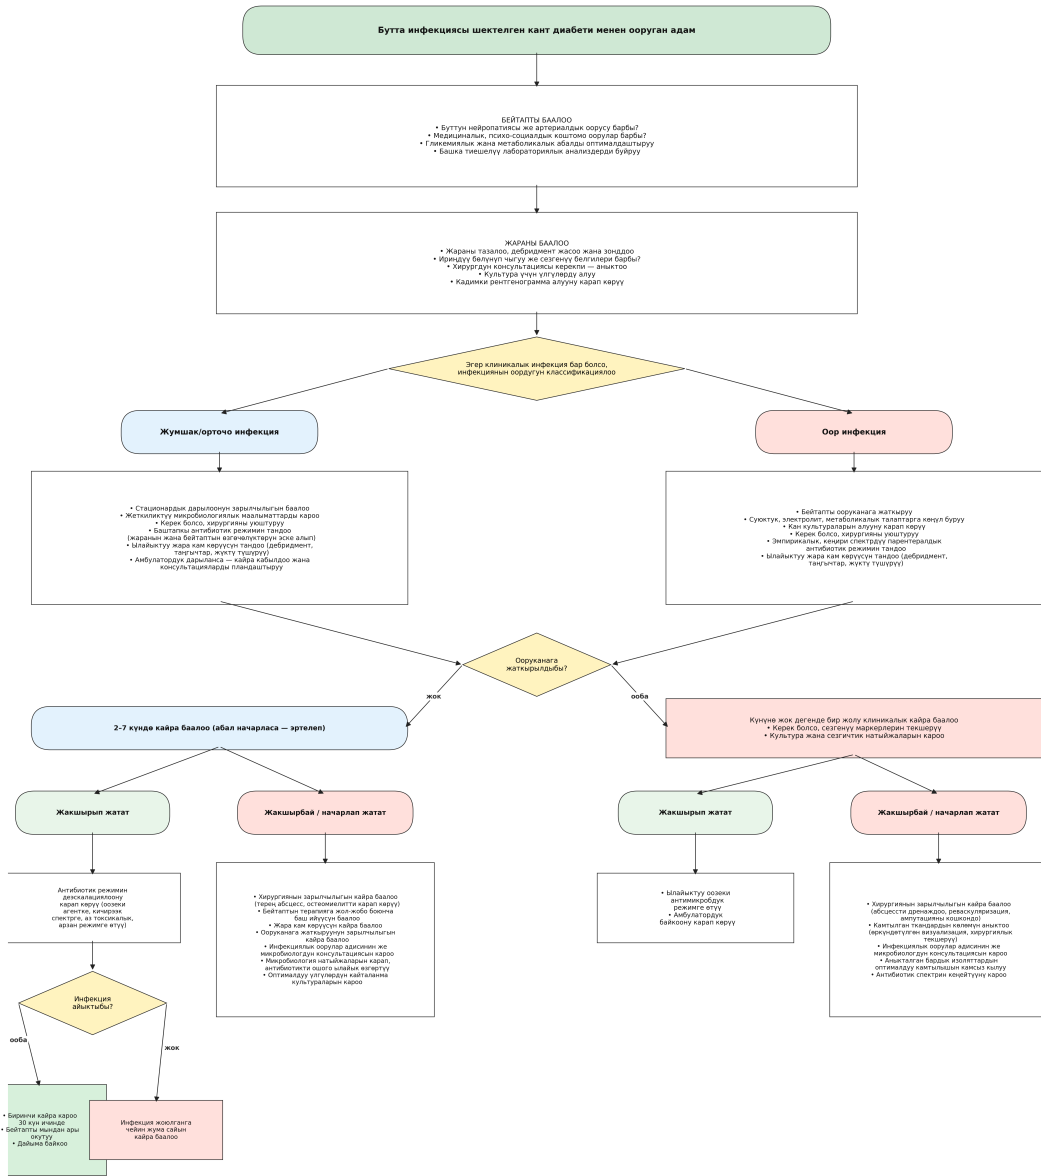 Бутта инфекциясы шектелген кант диабети менен ооруган адам
БЕЙТАПТЫ БААЛОО
• Буттун нейропатиясы же артериалдык оорусу барбы?
• Медициналык, психо-социалдык коштомо оорулар барбы?
• Гликемиялык жана метаболикалык абалды оптималдаштыруу
• Башка тиешелүү лабораториялык анализдерди буйруу
ЖАРАНЫ БААЛОО
• Жараны тазалоо, дебридмент жасоо жана зонддоо
• Ириңдүү бөлүнүп чыгуу же сезгенүү белгилери барбы?
• Хирургдун консультациясы керекпи — аныктоо
• Культура үчүн үлгүлөрдү алуу
• Кадимки рентгенограмма алууну карап көрүү
Эгер клиникалык инфекция бар болсо,
инфекциянын оордугун классификациялоо
Жумшак/орточо инфекция
Оор инфекция
• Стационардык дарылоонун зарылчылыгын баалоо
• Жеткиликтүү микробиологиялык маалыматтарды кароо
• Керек болсо, хирургияны уюштуруу
• Баштапкы антибиотик режимин тандоо
(жаранын жана бейтаптын өзгөчөлүктөрүн эске алып)
• Ылайыктуу жара кам көрүүсүн тандоо (дебридмент,
таңгычтар, жүктү түшүрүү)
• Амбулатордук дарыланса — кайра кабылдоо жана
консультацияларды пландаштыруу
• Бейтапты ооруканага жаткыруу
• Суюктук, электролит, метаболикалык талаптарга көңүл буруу
• Кан культураларын алууну карап көрүү
• Керек болсо, хирургияны уюштуруу
• Эмпирикалык, кеңири спектрдүү парентералдык
антибиотик режимин тандоо
• Ылайыктуу жара кам көрүүсүн тандоо (дебридмент,
таңгычтар, жүктү түшүрүү)
Ооруканага
жаткырылдыбы?
жок
ооба
2–7 күндө кайра баалоо (абал начарласа — эртелеп)
Күнүнө жок дегенде бир жолу клиникалык кайра баалоо
• Керек болсо, сезгенүү маркерлерин текшерүү
• Культура жана сезгичтик натыйжаларын кароо
Жакшырып жатат
Жакшырбай / начарлап жатат
Жакшырып жатат
Жакшырбай / начарлап жатат
Антибиотик режимин
деэскалациялоону
карап көрүү (оозеки
агентке, кичирээк
спектрге, аз токсикалык,
арзан режимге өтүү)
• Хирургиянын зарылчылыгын кайра баалоо
(терең абсцесс, остеомиелитти карап көрүү)
• Бейтаптын терапияга жол-жобо боюнча
баш ийүүсүн баалоо
• Жара кам көрүүсүн кайра баалоо
• Ооруканага жаткыруунун зарылчылыгын
кайра баалоо
• Инфекциялык оорулар адисинин же
микробиологдун консультациясын кароо
• Микробиология натыйжаларын карап,
антибиотикти ошого ылайык өзгөртүү
• Оптималдуу үлгүлөрдүн кайталанма
культураларын кароо
• Ылайыктуу оозеки
антимикробдук
режимге өтүү
• Амбулатордук
байкоону карап көрүү
• Хирургиянын зарылчылыгын кайра баалоо
(абсцессти дренаждоо, реваскуляризация,
ампутацияны кошкондо)
• Камтылган ткандардын көлөмүн аныктоо
(өркүндөтүлгөн визуализация, хирургиялык
текшерүү)
• Инфекциялык оорулар адисинин же
микробиологдун консультациясын кароо
• Аныкталган бардык изоляттардын
оптималдуу камтылышын камсыз кылуу
• Антибиотик спектрин кеңейтүүнү кароо
Инфекция
айыктыбы?
ооба
жок
• Биринчи кайра кароо
30 күн ичинде
• Бейтапты мындан ары
окутуу
• Дайыма байкоо
Инфекция жоюлганга
чейин жума сайын
кайра баалоо